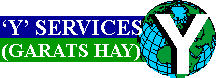 ‘Y’ SERVICES
(GARATS HAY)
Y